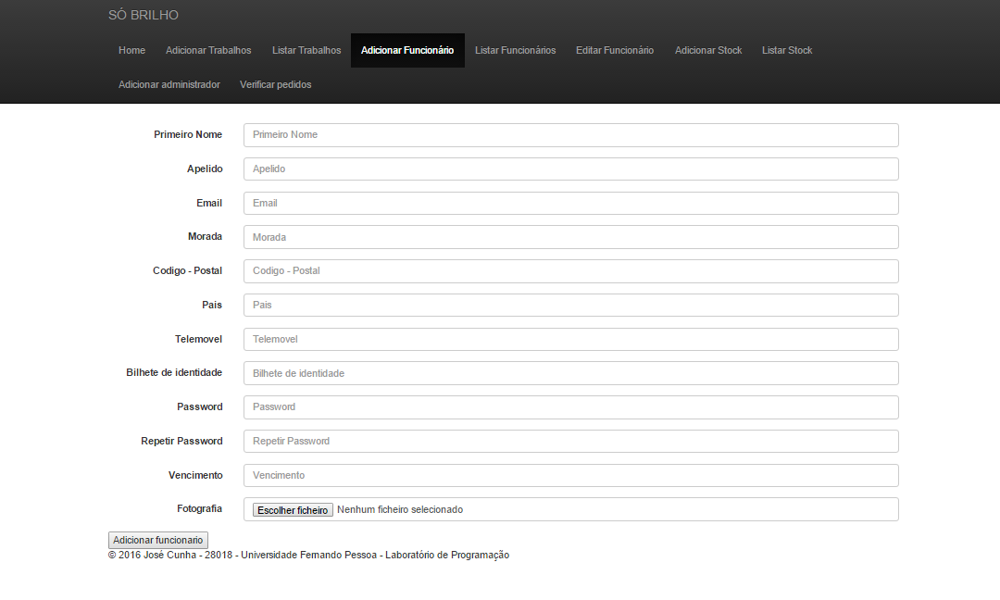 SÓ BRILHO
Home Adicionar Trabalhos Listar Trabalhos Adicionar Funcionário Listar Funcionários Editar Funcionário Adicionar Stock Listar Stock
Adicionar administrador Verificar pedidos
Primeiro Nome Primeiro Nome
Apelido Apelido
Email Email
Morada Morada
Codigo - Postal Codigo - Postal
Pais Pais
Telemovel Telemovel
Bilhete de identidade Bilhete de identidade
Password Password
Repetir Password Repetir Password
Vencimento Vencimento
Fotografia Escolher ficheiro Nenhum ficheiro selecionado
Adicionar funcionario
© 2016 José Cunha - 28018 - Universidade Fernando Pessoa - Laboratório de Programação